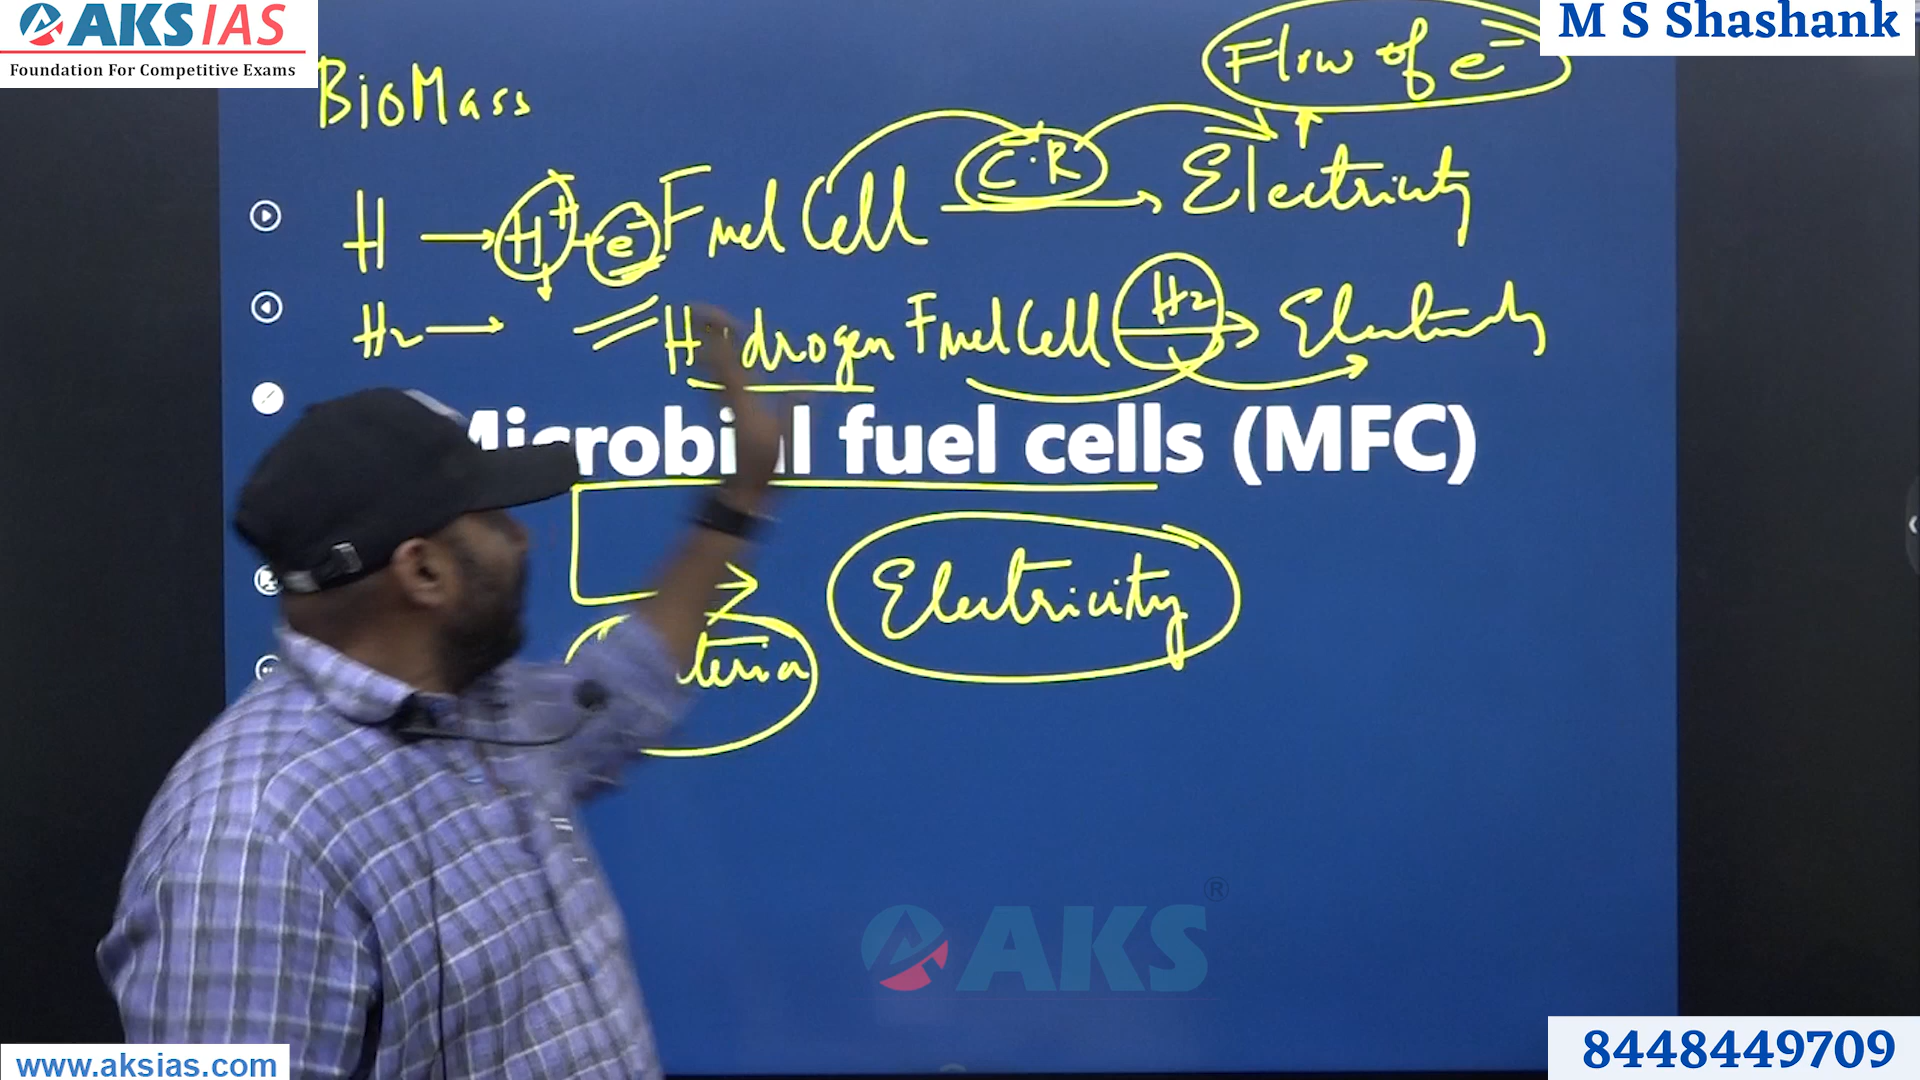 AKS IAS
Foundation For Competitive Exams
M S Shashank
Flow of e⁻
BioMass
H → H⁺ + e⁻ Fuel Cell C.R → Electricity
H₂ → Hydrogen Fuel Cell H₂ → Electricity
Microbial fuel cells (MFC)
Electricity
AKS®
www.aksias.com
8448449709